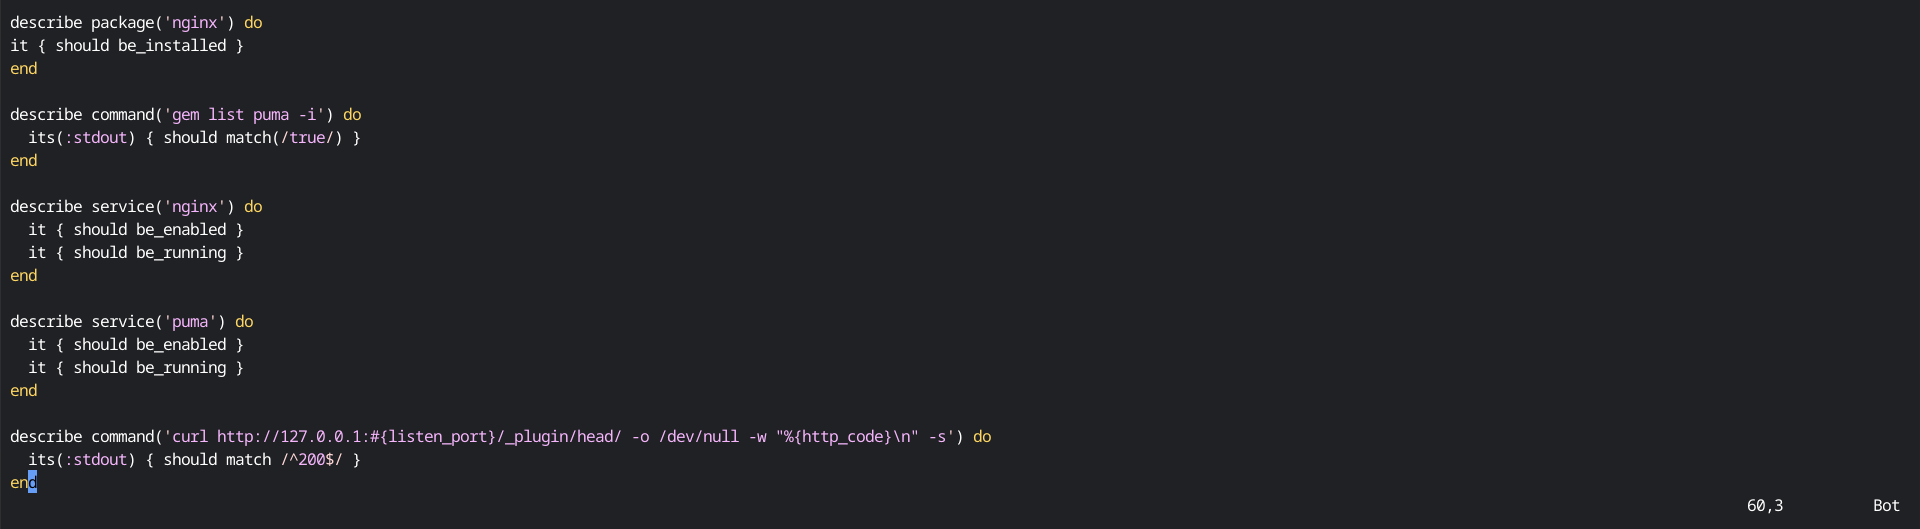 describe package('nginx') do
it { should be_installed }
end

describe command('gem list puma -i') do
  its(:stdout) { should match(/true/) }
end

describe service('nginx') do
  it { should be_enabled }
  it { should be_running }
end

describe service('puma') do
  it { should be_enabled }
  it { should be_running }
end

describe command('curl http://127.0.0.1:#{listen_port}/_plugin/head/ -o /dev/null -w "%{http_code}\n" -s') do
  its(:stdout) { should match /^200$/ }
end
60,3 Bot